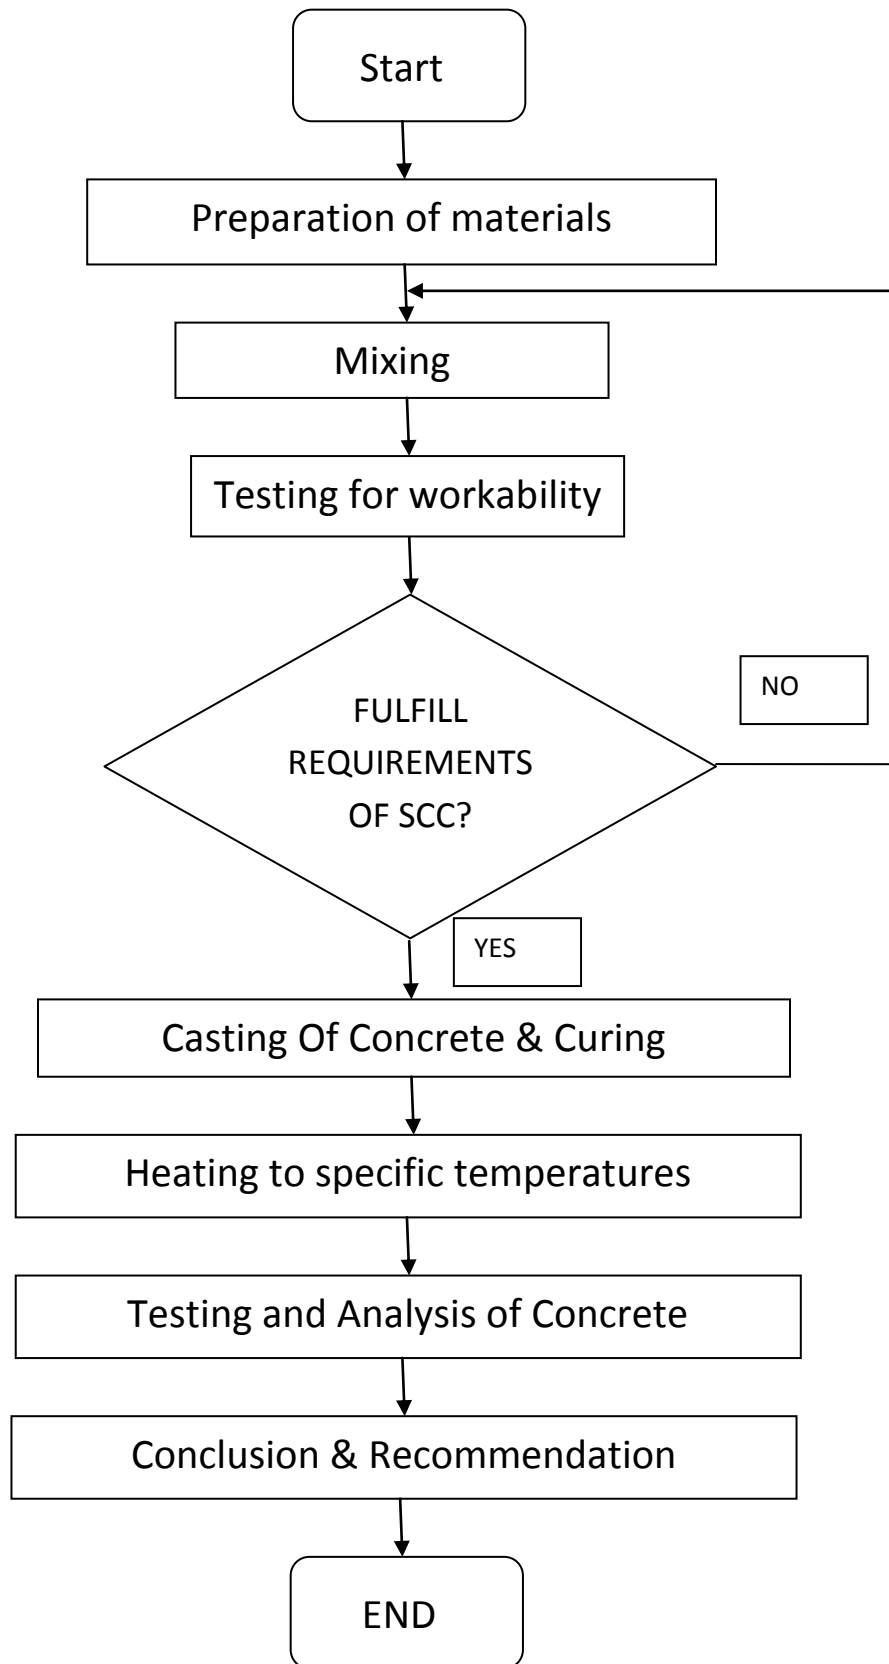 Start
Preparation of materials
Mixing
Testing for workability
FULFILL
REQUIREMENTS
OF SCC?
NO
YES
Casting Of Concrete & Curing
Heating to specific temperatures
Testing and Analysis of Concrete
Conclusion & Recommendation
END